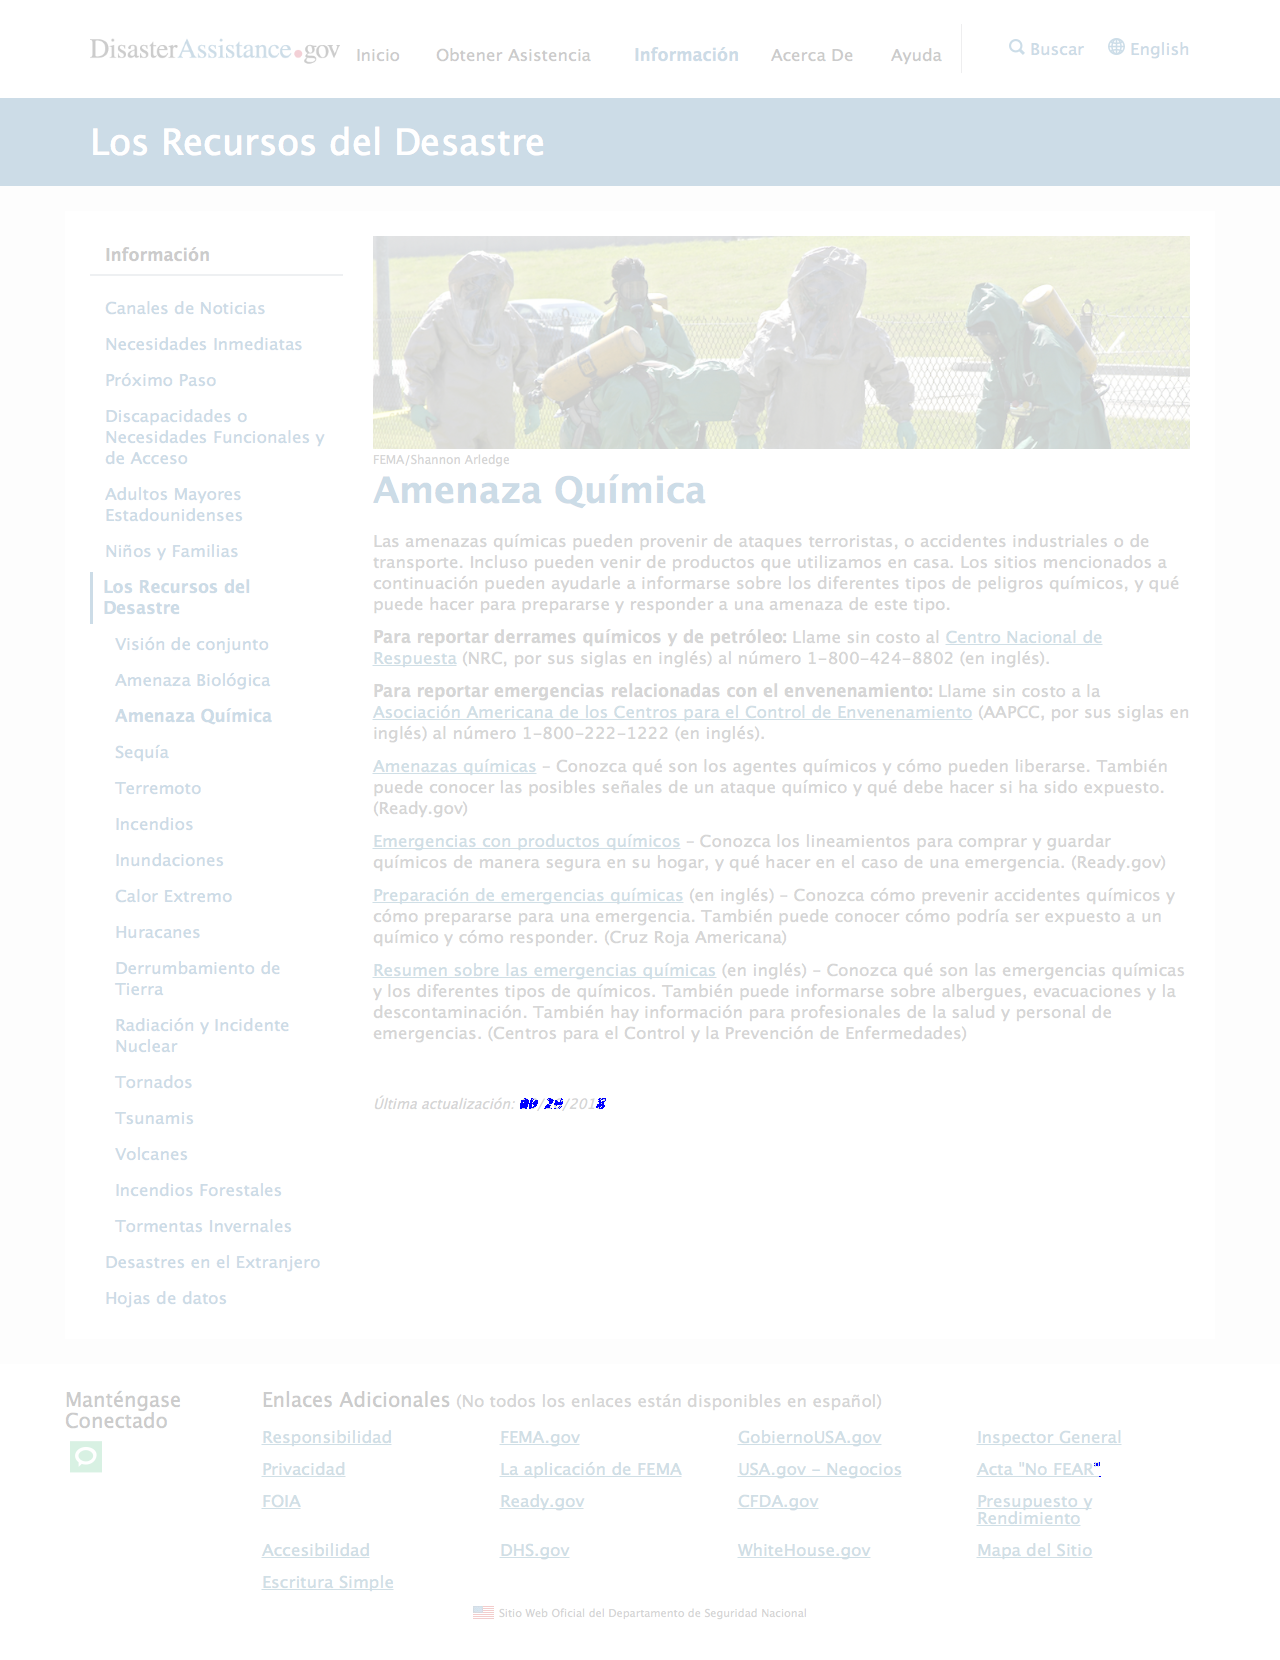 DisasterAssistance.gov
Inicio Obtener Asistencia Información Acerca De Ayuda Buscar English
Los Recursos del Desastre
Información
Canales de Noticias
Necesidades Inmediatas
Próximo Paso
Discapacidades o
Necesidades Funcionales y
de Acceso
Adultos Mayores
Estadounidenses
Niños y Familias
Los Recursos del
Desastre
Visión de conjunto
Amenaza Biológica
Amenaza Química
Sequía
Terremoto
Incendios
Inundaciones
Calor Extremo
Huracanes
Derrumbamiento de
Tierra
Radiación y Incidente
Nuclear
Tornados
Tsunamis
Volcanes
Incendios Forestales
Tormentas Invernales
Desastres en el Extranjero
Hojas de datos
FEMA/Shannon Arledge
Amenaza Química
Las amenazas químicas pueden provenir de ataques terroristas, o accidentes industriales o de
transporte. Incluso pueden venir de productos que utilizamos en casa. Los sitios mencionados a
continuación pueden ayudarle a informarse sobre los diferentes tipos de peligros químicos, y qué
puede hacer para prepararse y responder a una amenaza de este tipo.
Para reportar derrames químicos y de petróleo: Llame sin costo al Centro Nacional de
Respuesta (NRC, por sus siglas en inglés) al número 1-800-424-8802 (en inglés).
Para reportar emergencias relacionadas con el envenenamiento: Llame sin costo a la
Asociación Americana de los Centros para el Control de Envenenamiento (AAPCC, por sus siglas en
inglés) al número 1-800-222-1222 (en inglés).
Amenazas químicas – Conozca qué son los agentes químicos y cómo pueden liberarse. También
puede conocer las posibles señales de un ataque químico y qué debe hacer si ha sido expuesto.
(Ready.gov)
Emergencias con productos químicos – Conozca los lineamientos para comprar y guardar
químicos de manera segura en su hogar, y qué hacer en el caso de una emergencia. (Ready.gov)
Preparación de emergencias químicas (en inglés) – Conozca cómo prevenir accidentes químicos y
cómo prepararse para una emergencia. También puede conocer cómo podría ser expuesto a un
químico y cómo responder. (Cruz Roja Americana)
Resumen sobre las emergencias químicas (en inglés) – Conozca qué son las emergencias químicas
y los diferentes tipos de químicos. También puede informarse sobre albergues, evacuaciones y la
descontaminación. También hay información para profesionales de la salud y personal de
emergencias. (Centros para el Control y la Prevención de Enfermedades)
Última actualización:
Manténgase
Conectado
Enlaces Adicionales (No todos los enlaces están disponibles en español)
Responsibilidad FEMA.gov GobiernoUSA.gov Inspector General
Privacidad La aplicación de FEMA USA.gov – Negocios Acta "No FEAR"
FOIA Ready.gov CFDA.gov Presupuesto y
Rendimiento
Accesibilidad DHS.gov WhiteHouse.gov Mapa del Sitio
Escritura Simple
Sitio Web Oficial del Departamento de Seguridad Nacional